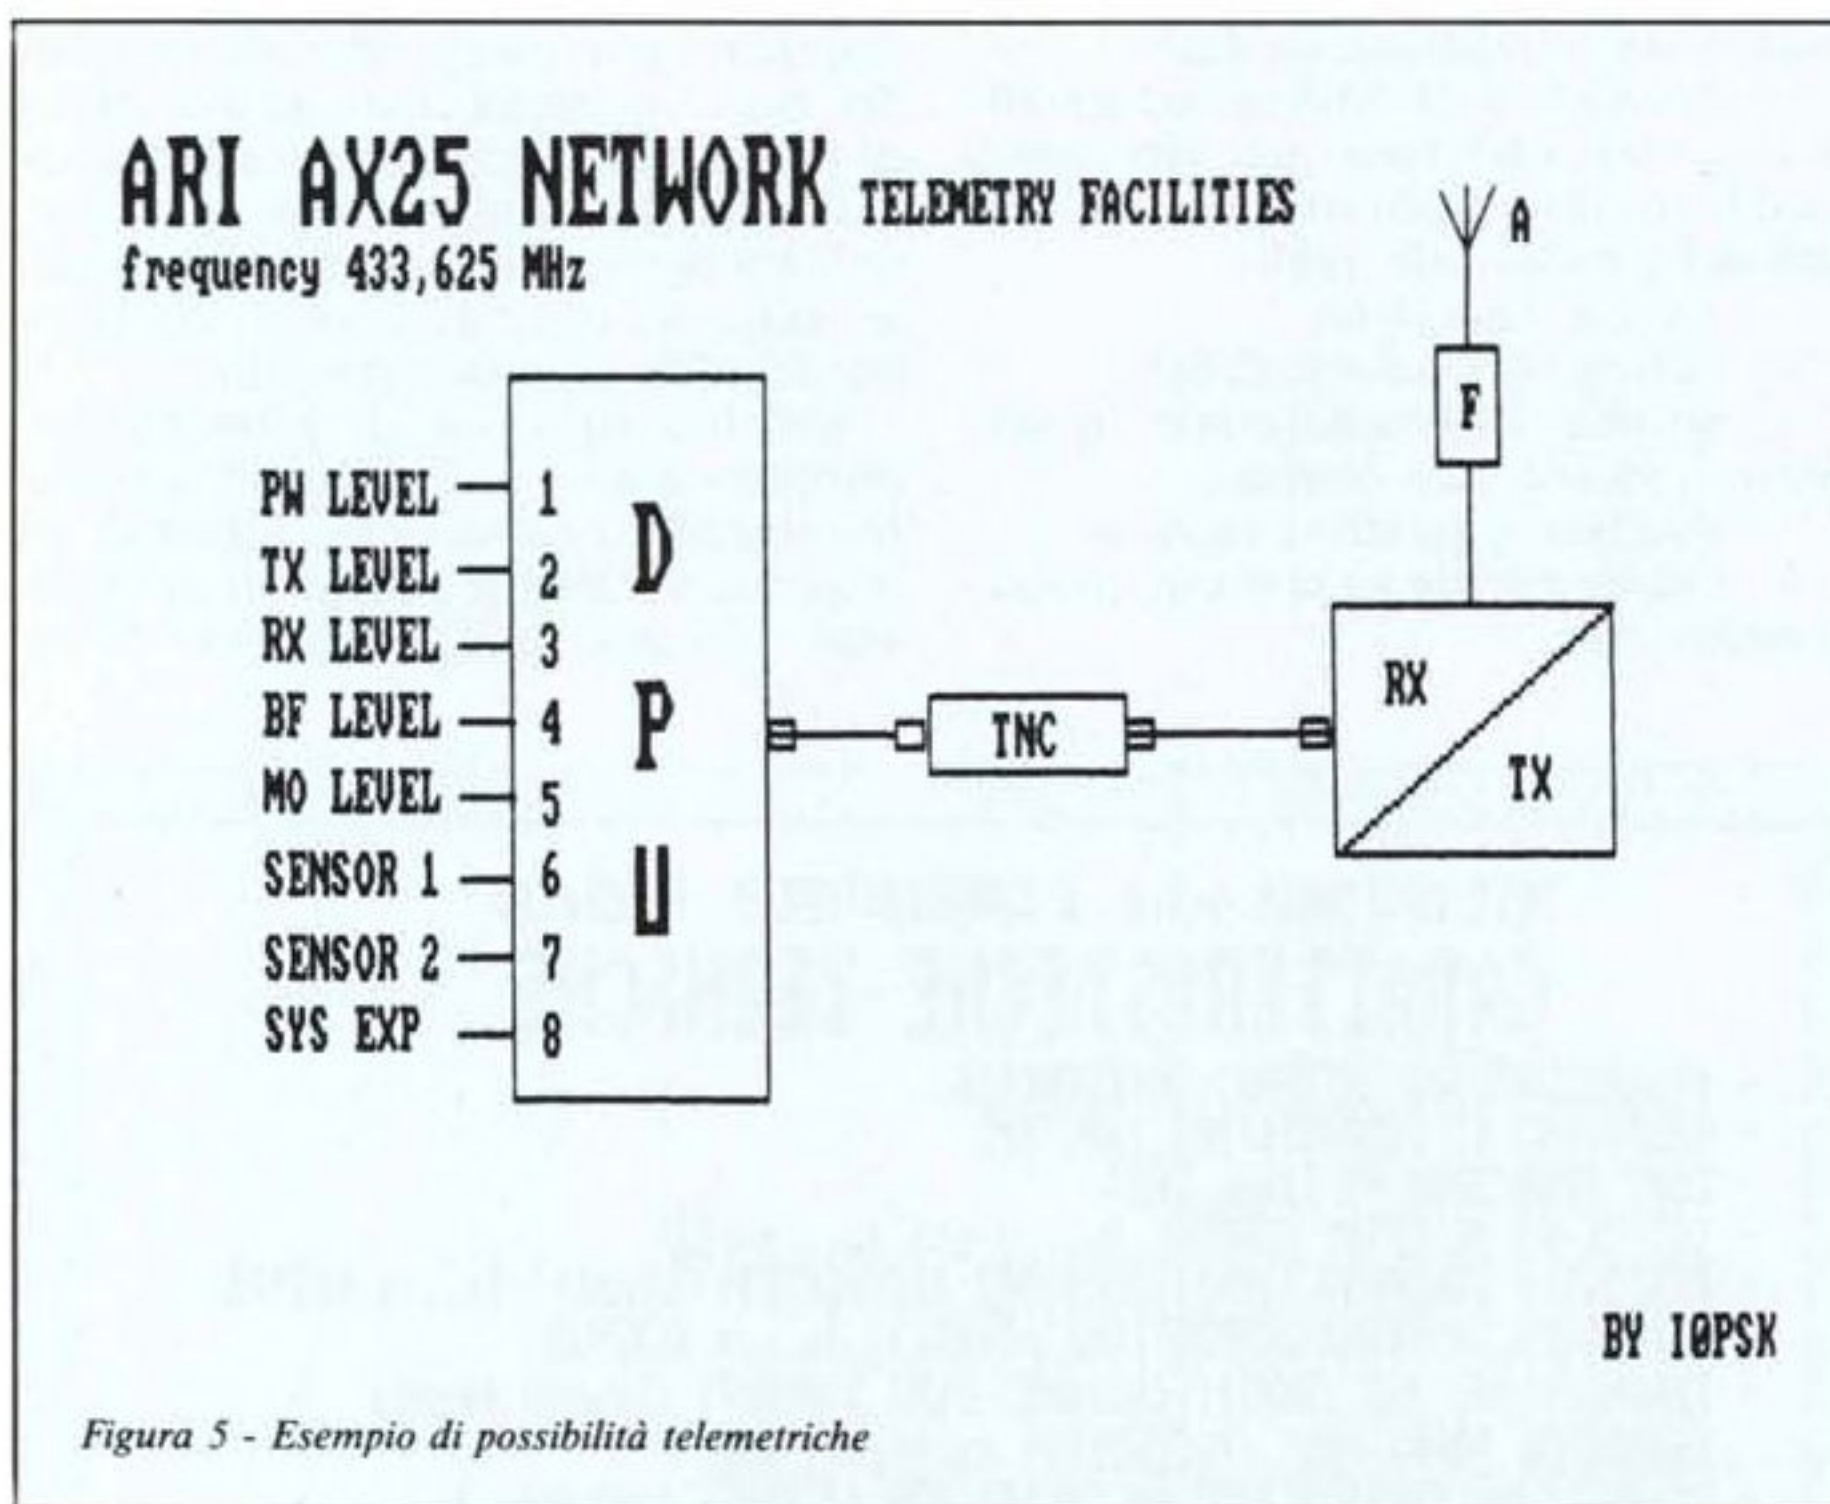 ARI AX25 NETWORK TELEMETRY FACILITIES
frequency 433,625 MHz
A
F
PW LEVEL 1
TX LEVEL 2
RX LEVEL 3
BF LEVEL 4
MO LEVEL 5
SENSOR 1 6
SENSOR 2 7
SYS EXP 8
D
P
U
TNC
RX
TX
BY I0PSK
Figura 5 - Esempio di possibilità telemetriche